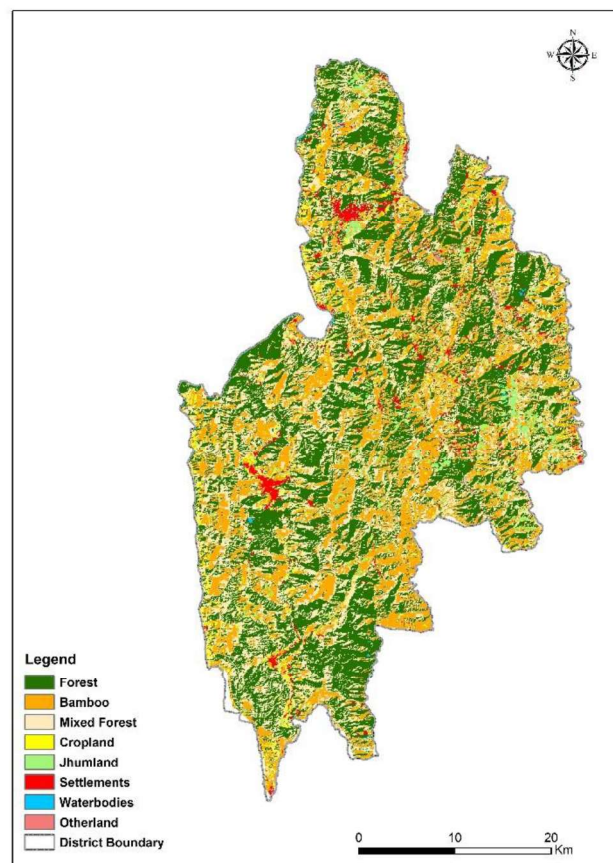 N
W E
S
Legend
Forest
Bamboo
Mixed Forest
Cropland
Jhumland
Settlements
Waterbodies
Otherland
District Boundary
0 10 20
Km